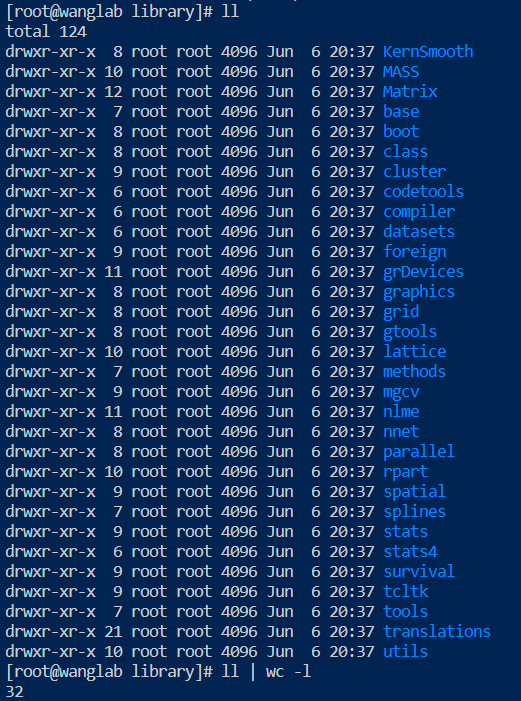 [root@wanglab library]# ll
total 124
drwxr-xr-x  8 root root 4096 Jun  6 20:37 KernSmooth
drwxr-xr-x 10 root root 4096 Jun  6 20:37 MASS
drwxr-xr-x 12 root root 4096 Jun  6 20:37 Matrix
drwxr-xr-x  7 root root 4096 Jun  6 20:37 base
drwxr-xr-x  8 root root 4096 Jun  6 20:37 boot
drwxr-xr-x  8 root root 4096 Jun  6 20:37 class
drwxr-xr-x  9 root root 4096 Jun  6 20:37 cluster
drwxr-xr-x  6 root root 4096 Jun  6 20:37 codetools
drwxr-xr-x  6 root root 4096 Jun  6 20:37 compiler
drwxr-xr-x  6 root root 4096 Jun  6 20:37 datasets
drwxr-xr-x  9 root root 4096 Jun  6 20:37 foreign
drwxr-xr-x 11 root root 4096 Jun  6 20:37 grDevices
drwxr-xr-x  8 root root 4096 Jun  6 20:37 graphics
drwxr-xr-x  8 root root 4096 Jun  6 20:37 grid
drwxr-xr-x  8 root root 4096 Jun  6 20:37 gtools
drwxr-xr-x 10 root root 4096 Jun  6 20:37 lattice
drwxr-xr-x  7 root root 4096 Jun  6 20:37 methods
drwxr-xr-x  9 root root 4096 Jun  6 20:37 mgcv
drwxr-xr-x 11 root root 4096 Jun  6 20:37 nlme
drwxr-xr-x  8 root root 4096 Jun  6 20:37 nnet
drwxr-xr-x  8 root root 4096 Jun  6 20:37 parallel
drwxr-xr-x 10 root root 4096 Jun  6 20:37 rpart
drwxr-xr-x  9 root root 4096 Jun  6 20:37 spatial
drwxr-xr-x  7 root root 4096 Jun  6 20:37 splines
drwxr-xr-x  9 root root 4096 Jun  6 20:37 stats
drwxr-xr-x  6 root root 4096 Jun  6 20:37 stats4
drwxr-xr-x  9 root root 4096 Jun  6 20:37 survival
drwxr-xr-x  9 root root 4096 Jun  6 20:37 tcltk
drwxr-xr-x  7 root root 4096 Jun  6 20:37 tools
drwxr-xr-x 21 root root 4096 Jun  6 20:37 translations
drwxr-xr-x 10 root root 4096 Jun  6 20:37 utils
[root@wanglab library]# ll | wc -l
32